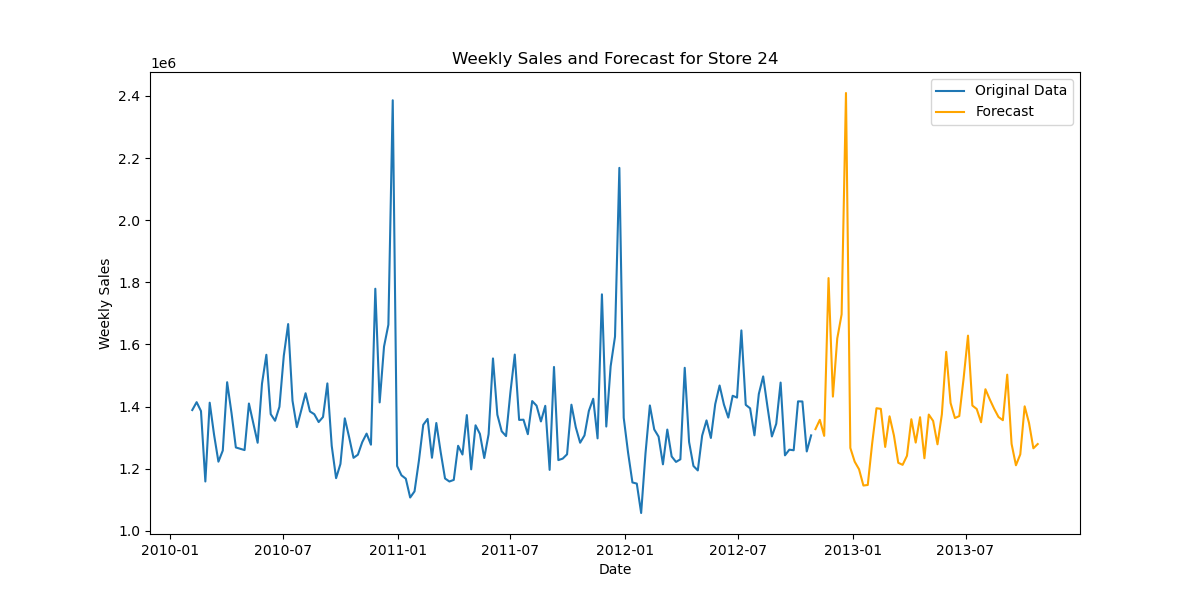 Weekly Sales and Forecast for Store 24
1e6
Original Data
Forecast
2.4
2.2
2.0
1.8
1.6
1.4
1.2
1.0
Weekly Sales
2010-01 2010-07 2011-01 2011-07 2012-01 2012-07 2013-01 2013-07
Date